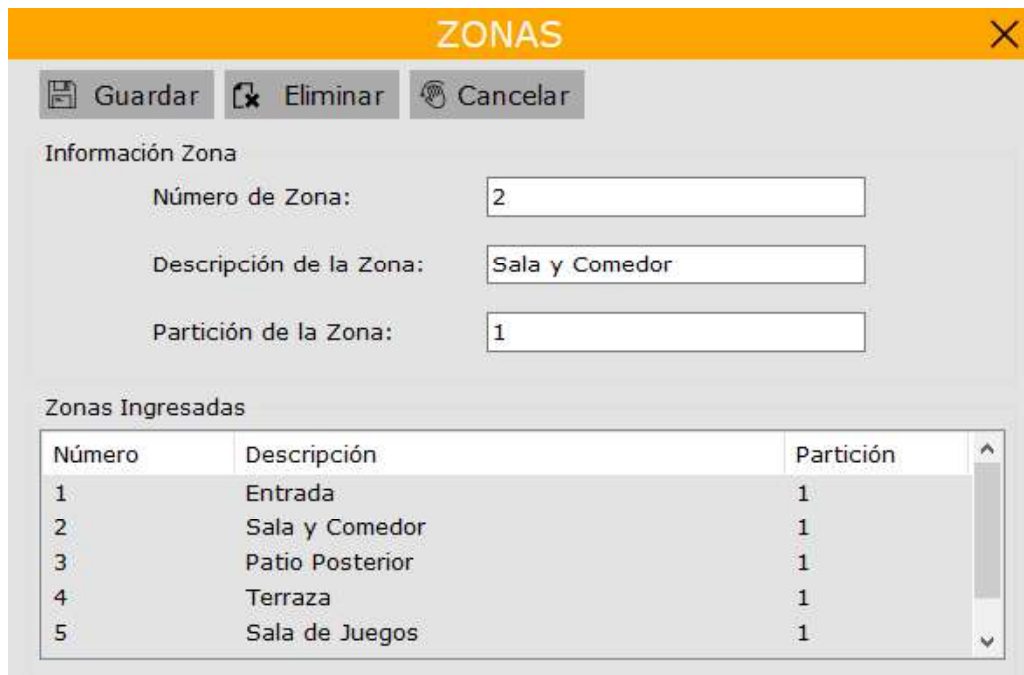 ZONAS
Guardar Eliminar Cancelar
Información Zona
Número de Zona: 2
Descripción de la Zona: Sala y Comedor
Partición de la Zona: 1
Zonas Ingresadas
Número Descripción Partición
1 Entrada 1
2 Sala y Comedor 1
3 Patio Posterior 1
4 Terraza 1
5 Sala de Juegos 1